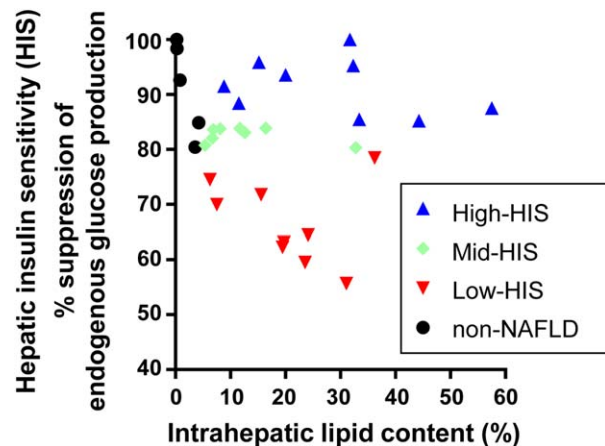 Hepatic insulin sensitivity (HIS)
% suppression of
endogenous glucose production
100
90
80
70
60
50
40
0
10
20
30
40
50
60
Intrahepatic lipid content (%)
High-HIS
Mid-HIS
Low-HIS
non-NAFLD